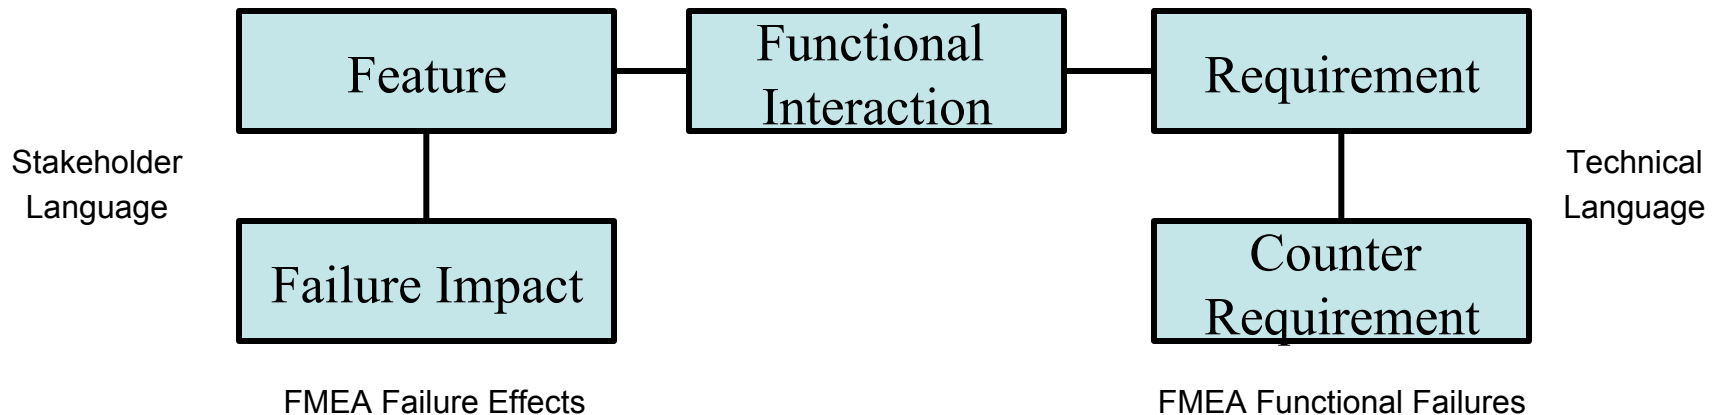 Feature
Functional
Interaction
Requirement
Stakeholder
Language
Technical
Language
Failure Impact
Counter
Requirement
FMEA Failure Effects
FMEA Functional Failures